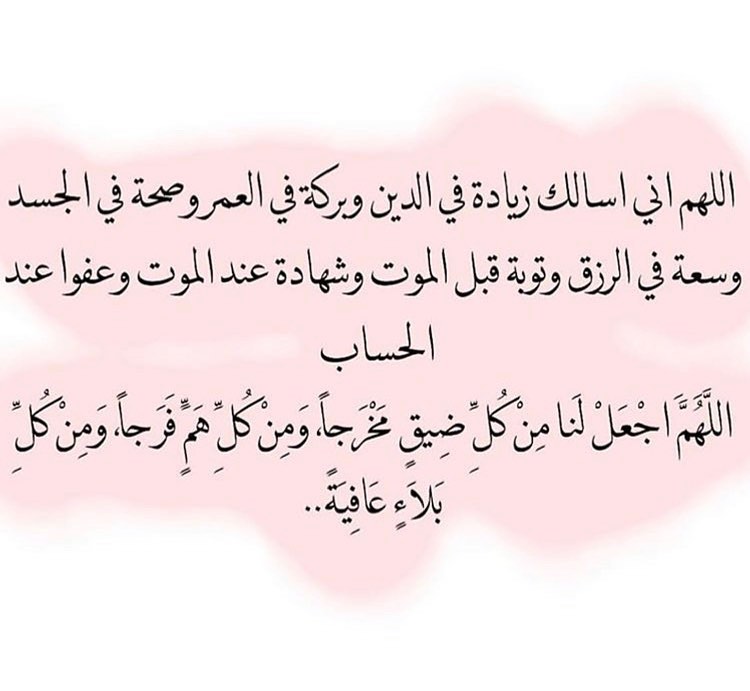 اللهم اني اسالك زيادة في الدين وبركة في العمر وصحة في الجسد
وسعة في الرزق وتوبة قبل الموت وشهادة عند الموت وعفوا عند
الحساب
اللَّهُمَّ اجْعَلْ لَنا مِنْ كُلِّ ضِيقٍ مَخْرَجاً، وَمِنْ كُلِّ هَمٍّ فَرَجاً، وَمِنْ كُلِّ
بَلاَءٍ عَافِيَةً..